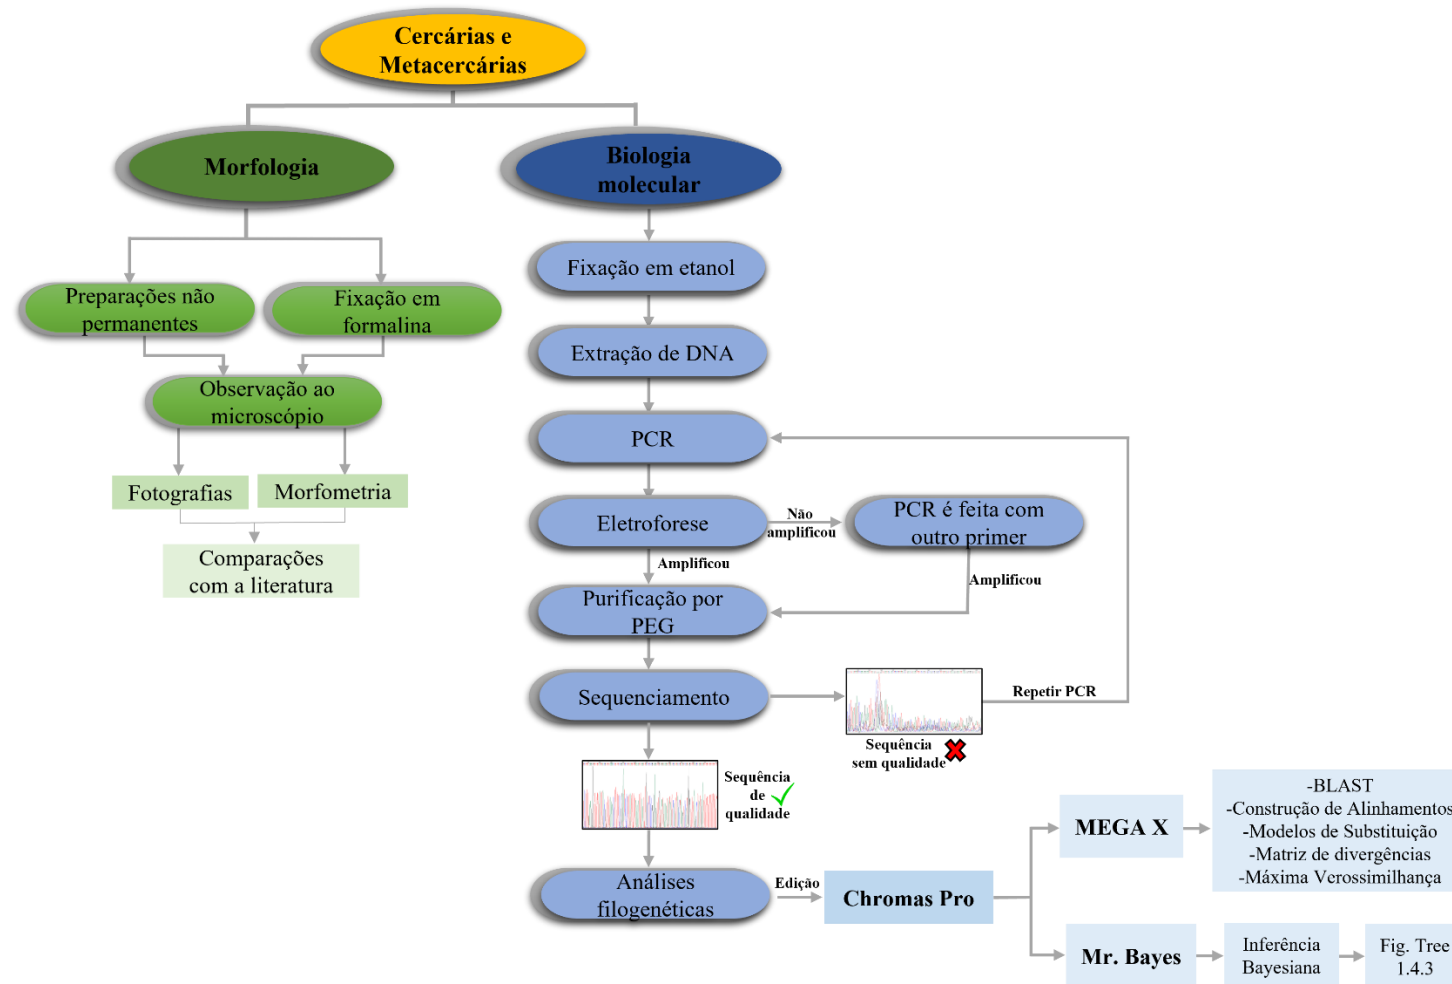 Cercárias e
Metacercárias
Morfologia
Biologia
molecular
Preparações não
permanentes
Fixação em
formalina
Observação ao
microscópio
Fotografias
Morfometria
Comparações
com a literatura
Fixação em etanol
Extração de DNA
PCR
Eletroforese
Não
amplificou
PCR é feita com
outro primer
Amplificou
Amplificou
Purificação por
PEG
Sequenciamento
Repetir PCR
Sequência
sem qualidade
Sequência
de
qualidade
Análises
filogenéticas
Edição
Chromas Pro
MEGA X
-BLAST
-Construção de Alinhamentos
-Modelos de Substituição
-Matriz de divergências
-Máxima Verossimilhança
Mr. Bayes
Inferência
Bayesiana
Fig. Tree
1.4.3